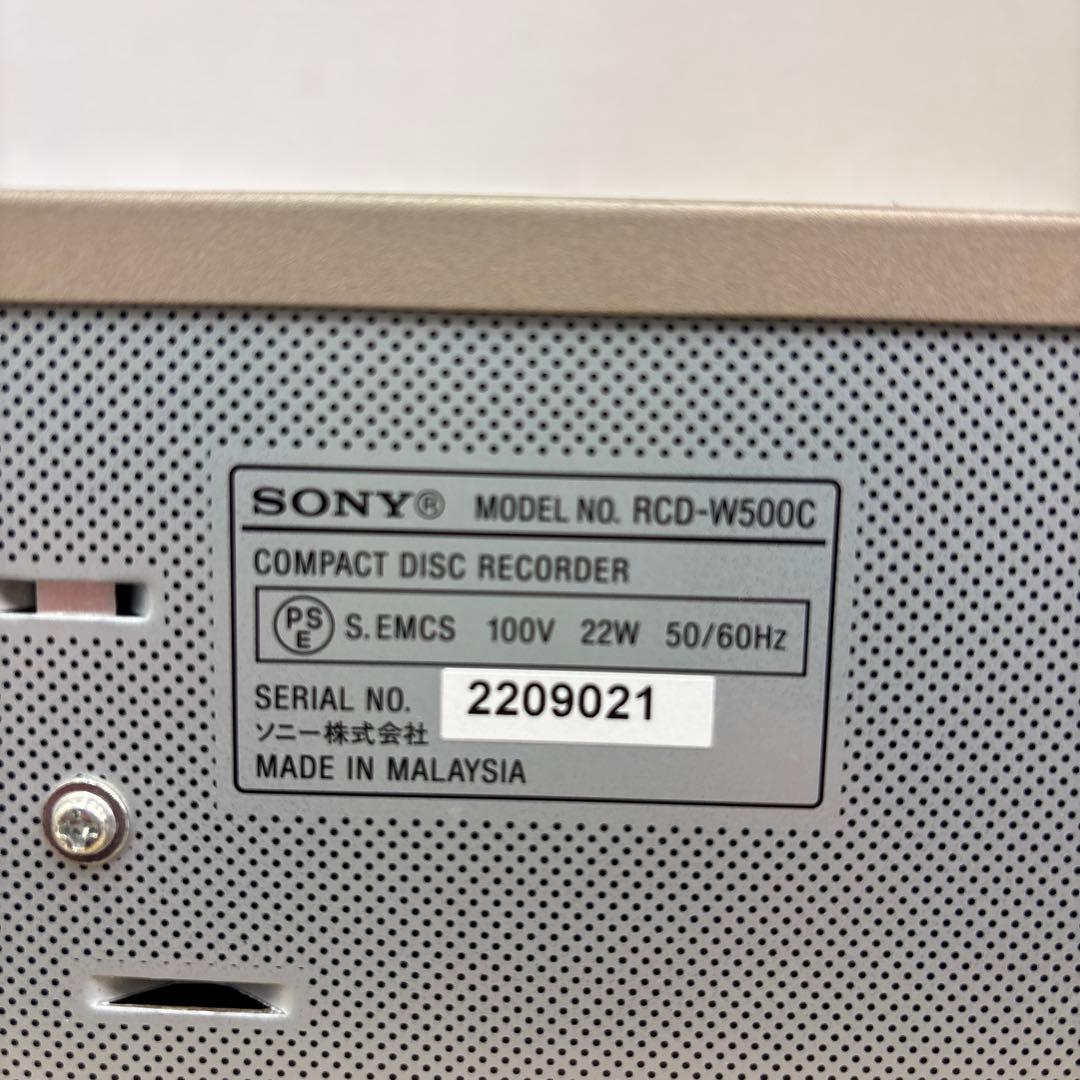 SONY® MODEL NO. RCD-W500C
COMPACT DISC RECORDER
PSE S.EMCS 100V 22W 50/60Hz
SERIAL NO. 2209021
ソニー株式会社
MADE IN MALAYSIA